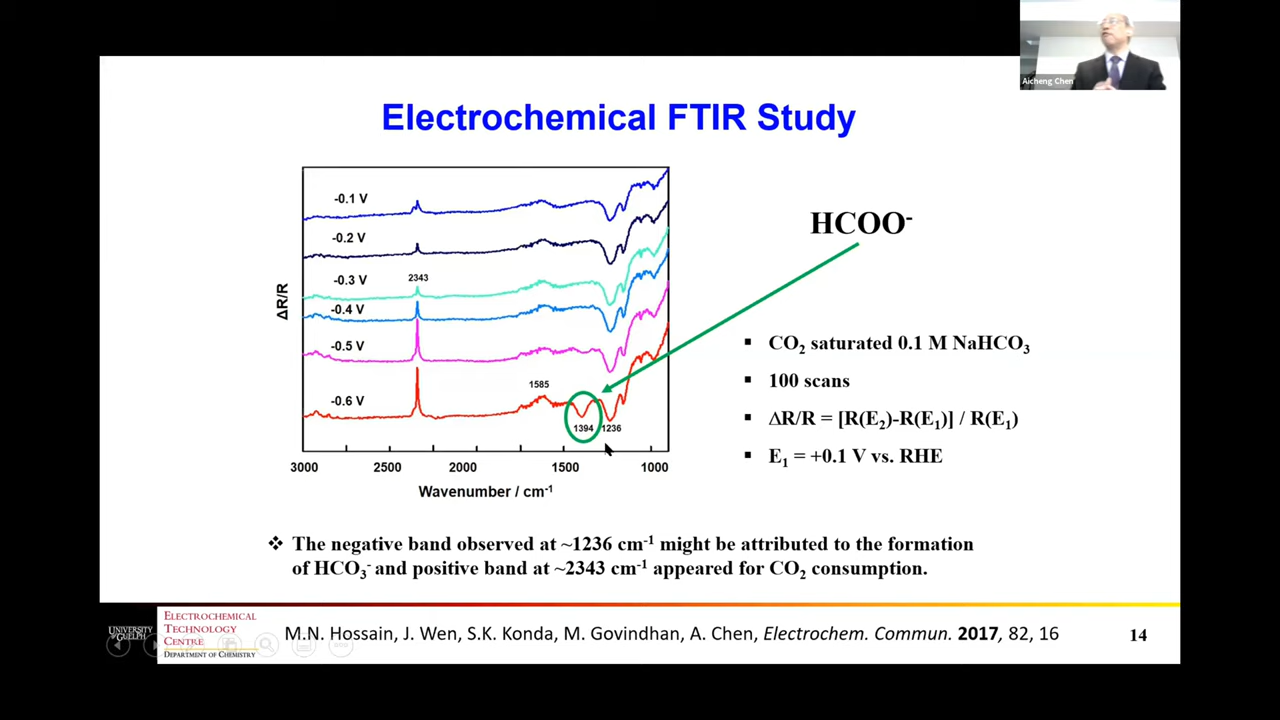 Aicheng Chen
Electrochemical FTIR Study
-0.1 V
-0.2 V
-0.3 V
2343
-0.4 V
-0.5 V
-0.6 V
1585
1394
1236
ΔR/R
3000 2500 2000 1500 1000
Wavenumber / cm⁻¹
HCOO⁻
▪ CO₂ saturated 0.1 M NaHCO₃
▪ 100 scans
▪ ΔR/R = [R(E₂)-R(E₁)] / R(E₁)
▪ E₁ = +0.1 V vs. RHE
❖ The negative band observed at ~1236 cm⁻¹ might be attributed to the formation
of HCO₃⁻ and positive band at ~2343 cm⁻¹ appeared for CO₂ consumption.
UNIVERSITY
OF GUELPH
ELECTROCHEMICAL
TECHNOLOGY
CENTRE
DEPARTMENT OF CHEMISTRY
M.N. Hossain, J. Wen, S.K. Konda, M. Govindhan, A. Chen, Electrochem. Commun. 2017, 82, 16
14